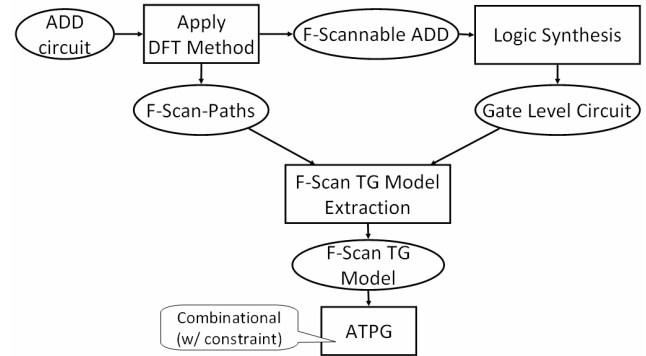 ADD
circuit
Apply
DFT Method
F-Scannable ADD
Logic Synthesis
F-Scan-Paths
Gate Level Circuit
F-Scan TG Model
Extraction
F-Scan TG
Model
Combinational
(w/ constraint)
ATPG